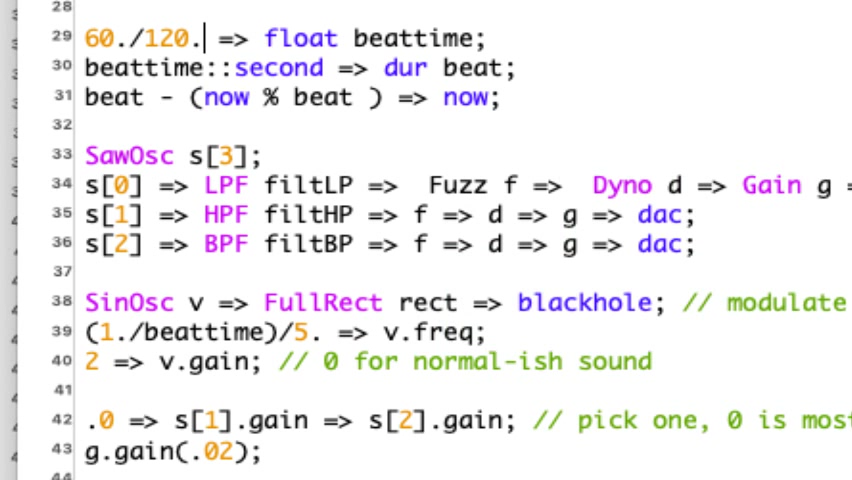 28
29 60./120. => float beattime;
30 beattime::second => dur beat;
31 beat - (now % beat ) => now;
32
33 SawOsc s[3];
34 s[0] => LPF filtLP =>  Fuzz f =>  Dyno d => Gain g =
35 s[1] => HPF filtHP => f => d => g => dac;
36 s[2] => BPF filtBP => f => d => g => dac;
37
38 SinOsc v => FullRect rect => blackhole; // modulate
39 (1./beattime)/5. => v.freq;
40 2 => v.gain; // 0 for normal-ish sound
41
42 .0 => s[1].gain => s[2].gain; // pick one, 0 is most
43 g.gain(.02);
44